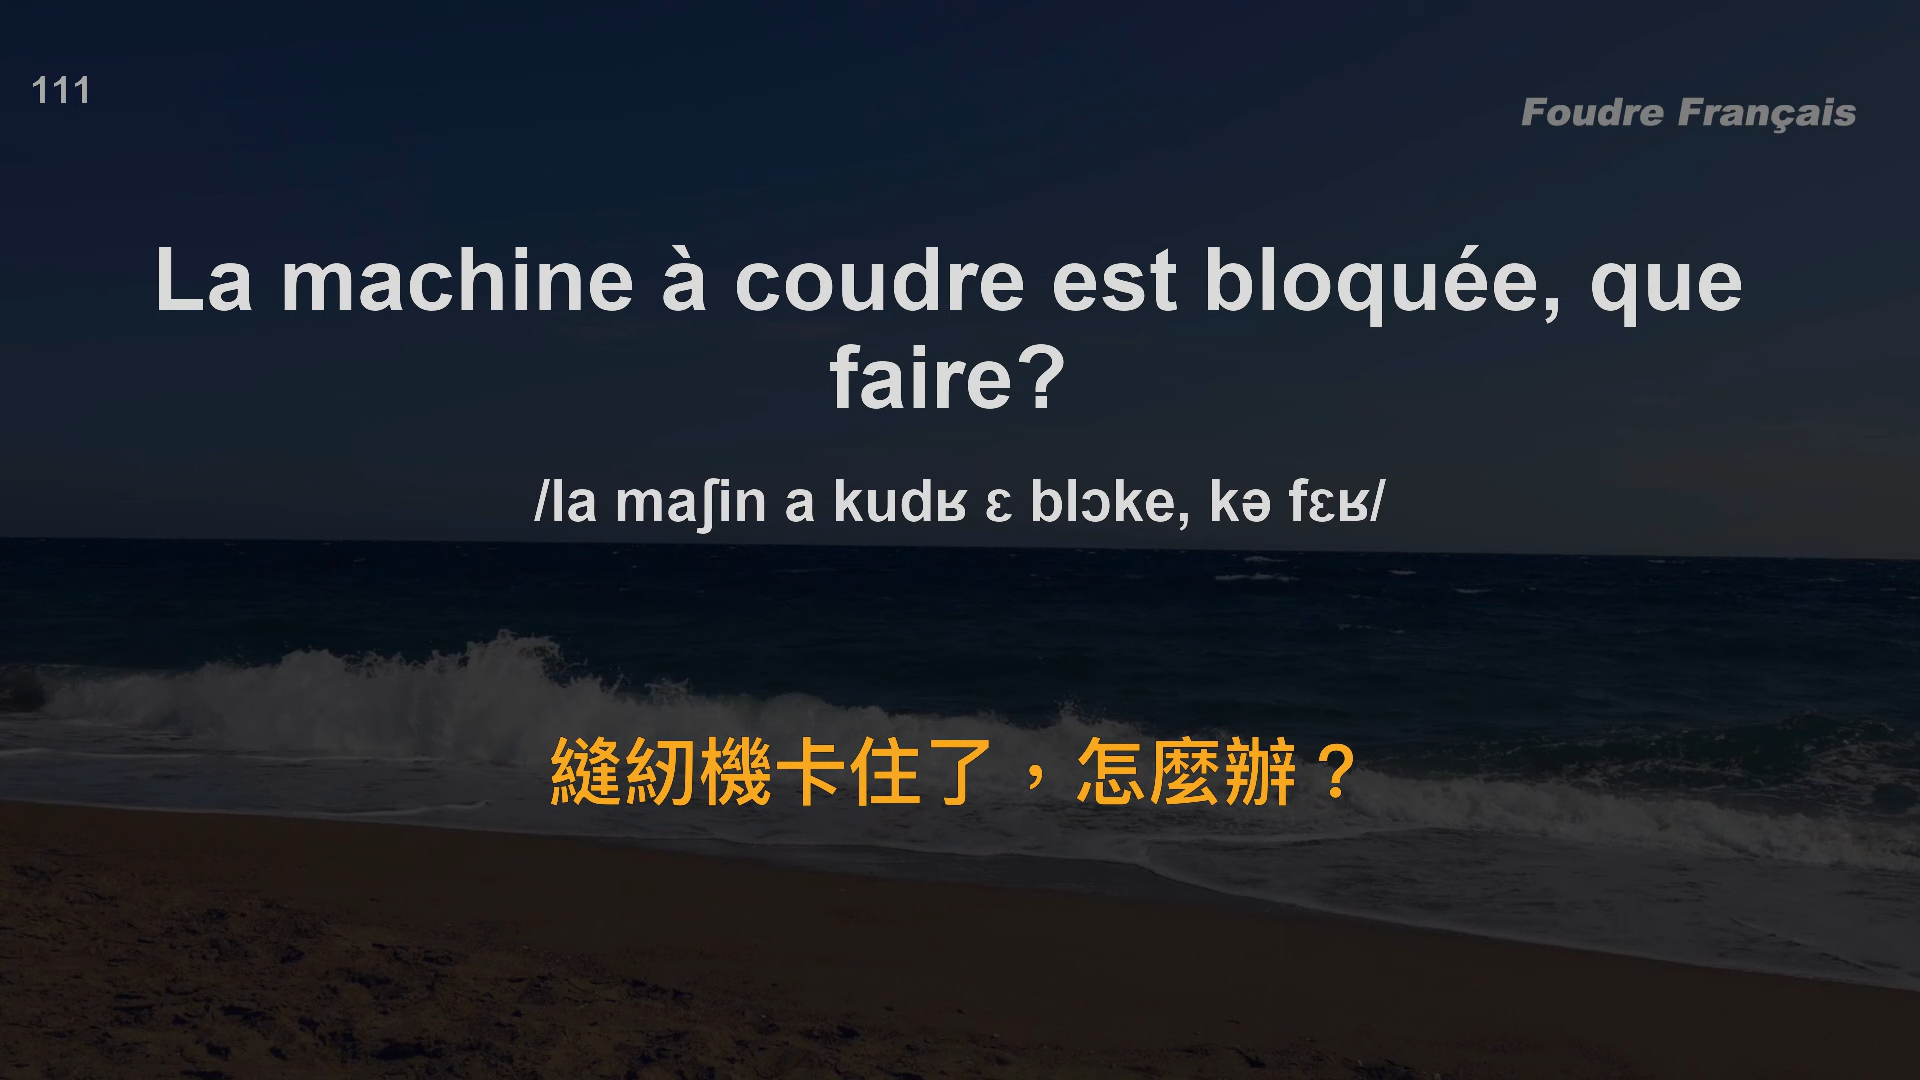 111
Foudre Français
La machine à coudre est bloquée, que
faire?
/la maʃin a kudʁ ɛ blɔke, kə fɛʁ/
縫紉機卡住了，怎麼辦？